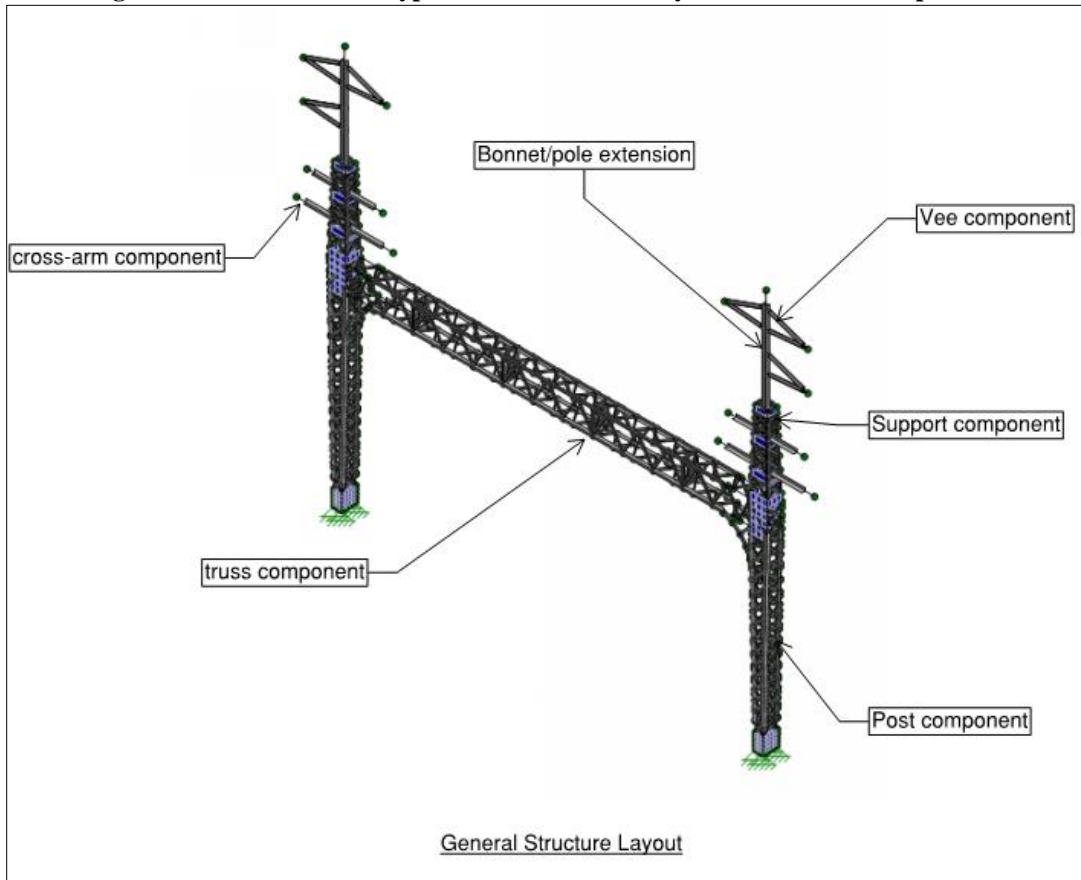 Bonnet/pole extension
Vee component
cross-arm component
Support component
truss component
Post component
General Structure Layout